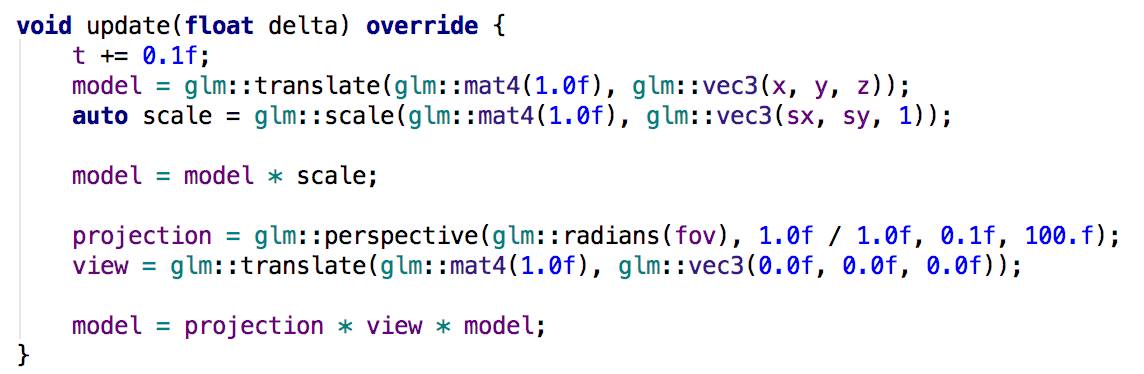 void update(float delta) override {
    t += 0.1f;
    model = glm::translate(glm::mat4(1.0f), glm::vec3(x, y, z));
    auto scale = glm::scale(glm::mat4(1.0f), glm::vec3(sx, sy, 1));

    model = model * scale;

    projection = glm::perspective(glm::radians(fov), 1.0f / 1.0f, 0.1f, 100.f);
    view = glm::translate(glm::mat4(1.0f), glm::vec3(0.0f, 0.0f, 0.0f));

    model = projection * view * model;
}